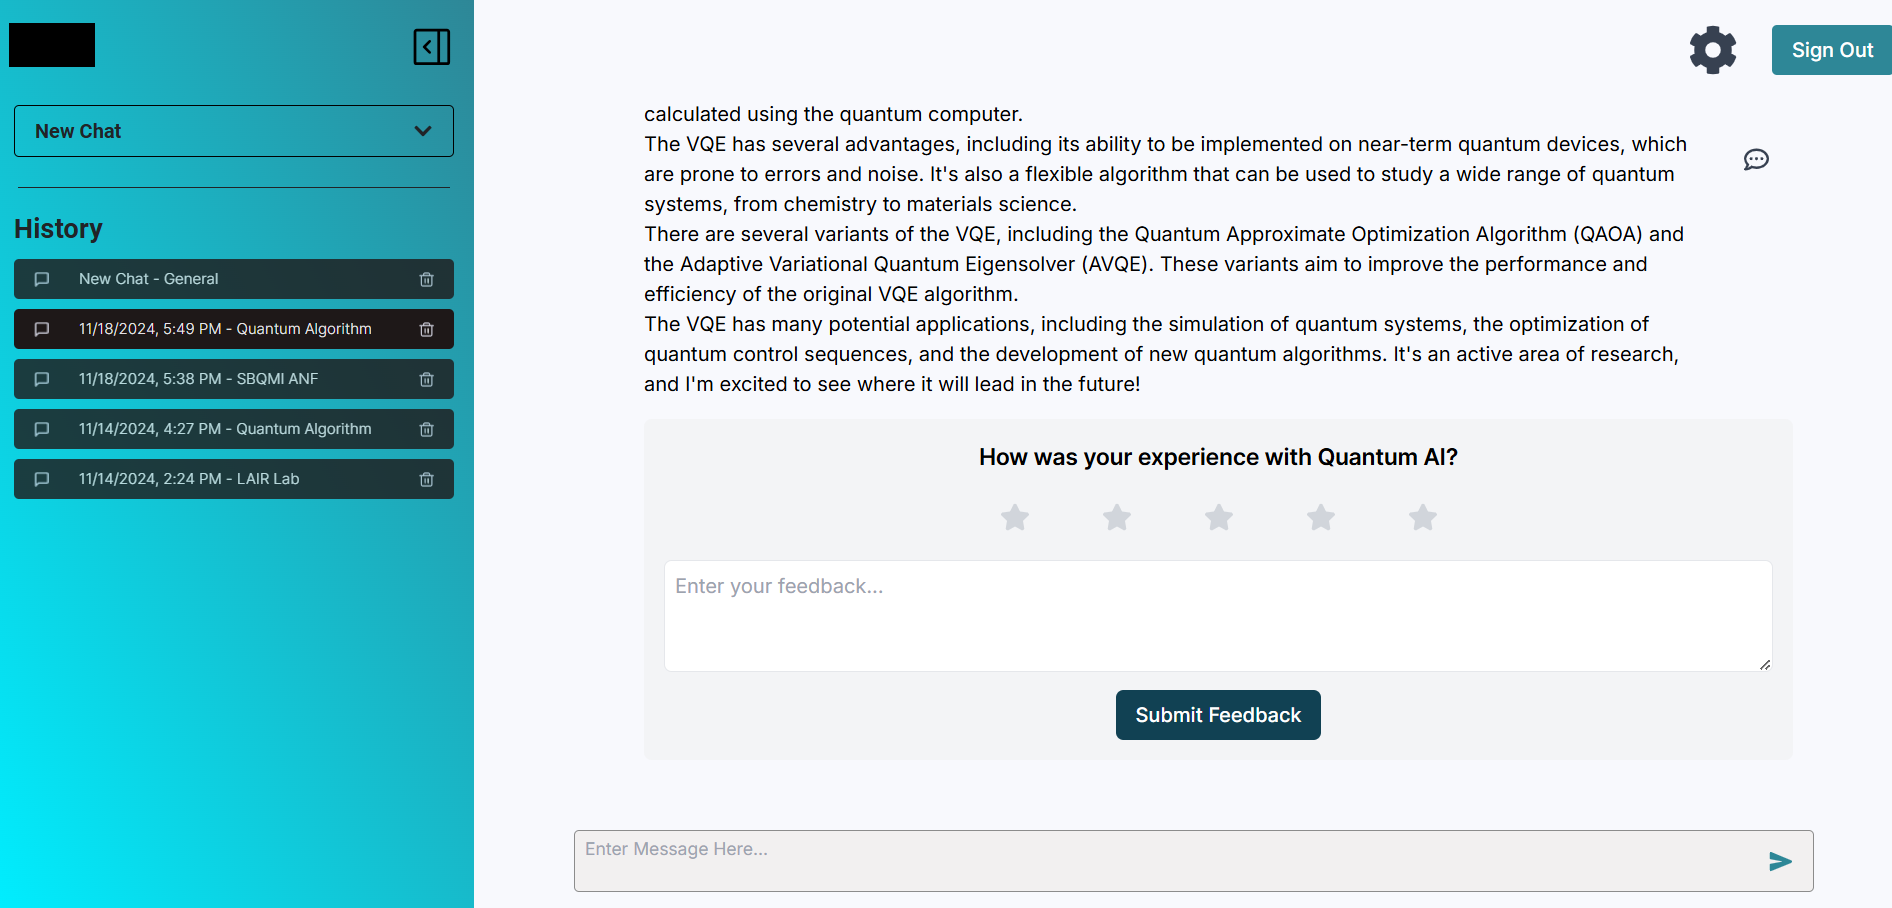 New Chat
History
New Chat - General
11/18/2024, 5:49 PM - Quantum Algorithm
11/18/2024, 5:38 PM - SBQMI ANF
11/14/2024, 4:27 PM - Quantum Algorithm
11/14/2024, 2:24 PM - LAIR Lab
Sign Out
calculated using the quantum computer.
The VQE has several advantages, including its ability to be implemented on near-term quantum devices, which
are prone to errors and noise. It's also a flexible algorithm that can be used to study a wide range of quantum
systems, from chemistry to materials science.
There are several variants of the VQE, including the Quantum Approximate Optimization Algorithm (QAOA) and
the Adaptive Variational Quantum Eigensolver (AVQE). These variants aim to improve the performance and
efficiency of the original VQE algorithm.
The VQE has many potential applications, including the simulation of quantum systems, the optimization of
quantum control sequences, and the development of new quantum algorithms. It's an active area of research,
and I'm excited to see where it will lead in the future!
How was your experience with Quantum AI?
Enter your feedback...
Submit Feedback
Enter Message Here...